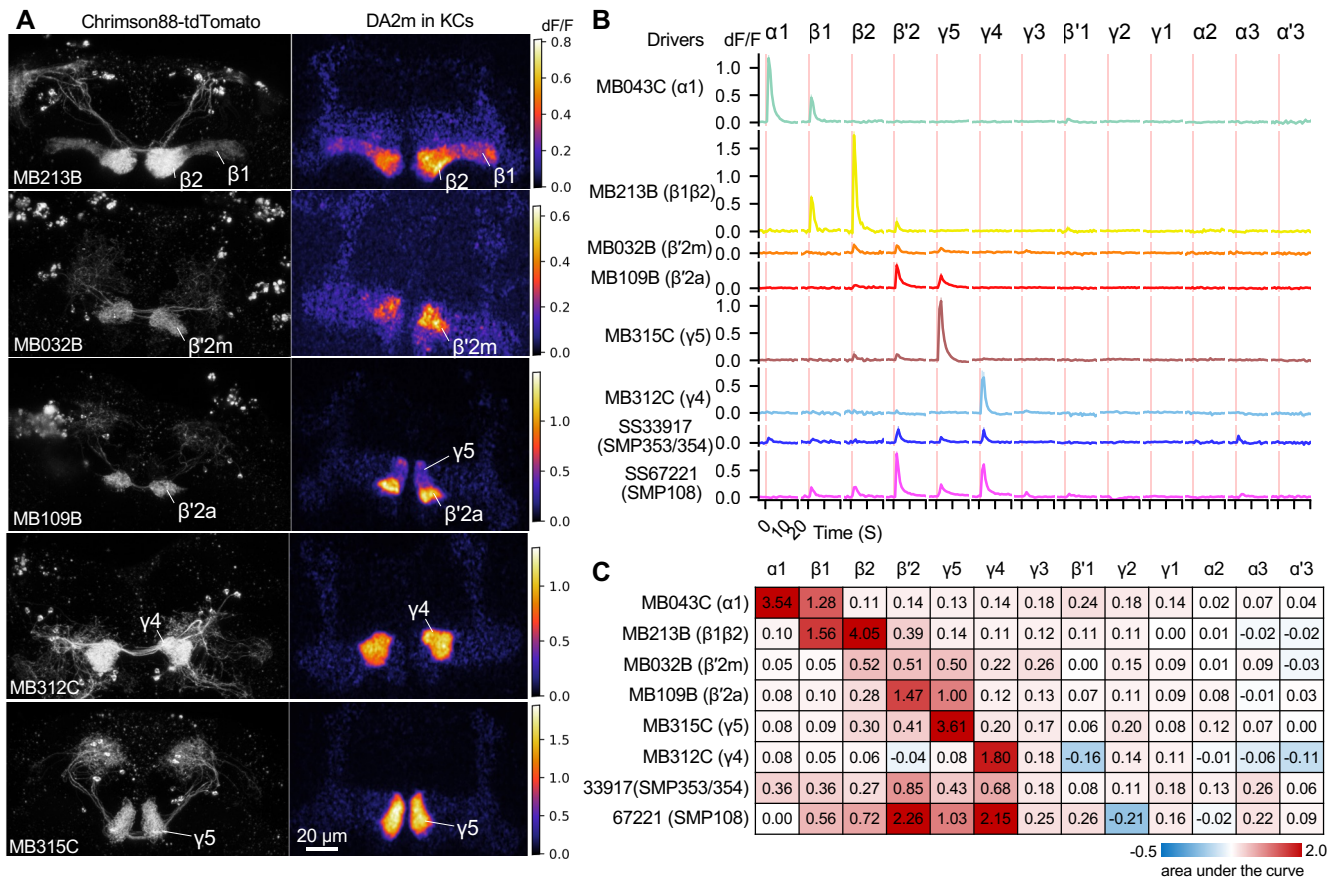 A
Chrimson88-tdTomato
DA2m in KCs
dF/F
MB213B
β2
β1
β2
β1
0.8
0.6
0.4
0.2
0.0
MB032B
β'2m
β'2m
0.6
0.4
0.2
0.0
MB109B
β'2a
γ5
β'2a
1.0
0.5
0.0
MB312C
γ4
γ4
1.0
0.5
0.0
MB315C
γ5
20 µm
γ5
1.5
1.0
0.5
0.0
B
Drivers dF/F α1 β1 β2 β'2 γ5 γ4 γ3 β'1 γ2 γ1 α2 α3 α'3
MB043C (α1)
1.0
0.5
0.0
MB213B (β1β2)
1.5
1.0
0.5
0.0
MB032B (β'2m) 0.0
MB109B (β'2a) 0.0
MB315C (γ5)
1.0
0.5
0.0
MB312C (γ4)
0.5
0.0
SS33917
(SMP353/354) 0.0
SS67221
(SMP108)
0.5
0.0
0 10 20 Time (S)
C
α1 β1 β2 β'2 γ5 γ4 γ3 β'1 γ2 γ1 α2 α3 α'3
MB043C (α1) 3.54 1.28 0.11 0.14 0.13 0.14 0.18 0.24 0.18 0.14 0.02 0.07 0.04
MB213B (β1β2) 0.10 1.56 4.05 0.39 0.14 0.11 0.12 0.11 0.11 0.00 0.01 -0.02 -0.02
MB032B (β'2m) 0.05 0.05 0.52 0.51 0.50 0.22 0.26 0.00 0.15 0.09 0.01 0.09 -0.03
MB109B (β'2a) 0.08 0.10 0.28 1.47 1.00 0.12 0.13 0.07 0.11 0.09 0.08 -0.01 0.03
MB315C (γ5) 0.08 0.09 0.30 0.41 3.61 0.20 0.17 0.06 0.20 0.08 0.12 0.07 0.00
MB312C (γ4) 0.08 0.05 0.06 -0.04 0.08 1.80 0.18 -0.16 0.14 0.11 -0.01 -0.06 -0.11
33917(SMP353/354) 0.36 0.36 0.27 0.85 0.43 0.68 0.18 0.08 0.11 0.18 0.13 0.26 0.06
67221 (SMP108) 0.00 0.56 0.72 2.26 1.03 2.15 0.25 0.26 -0.21 0.16 -0.02 0.22 0.09
-0.5 2.0
area under the curve